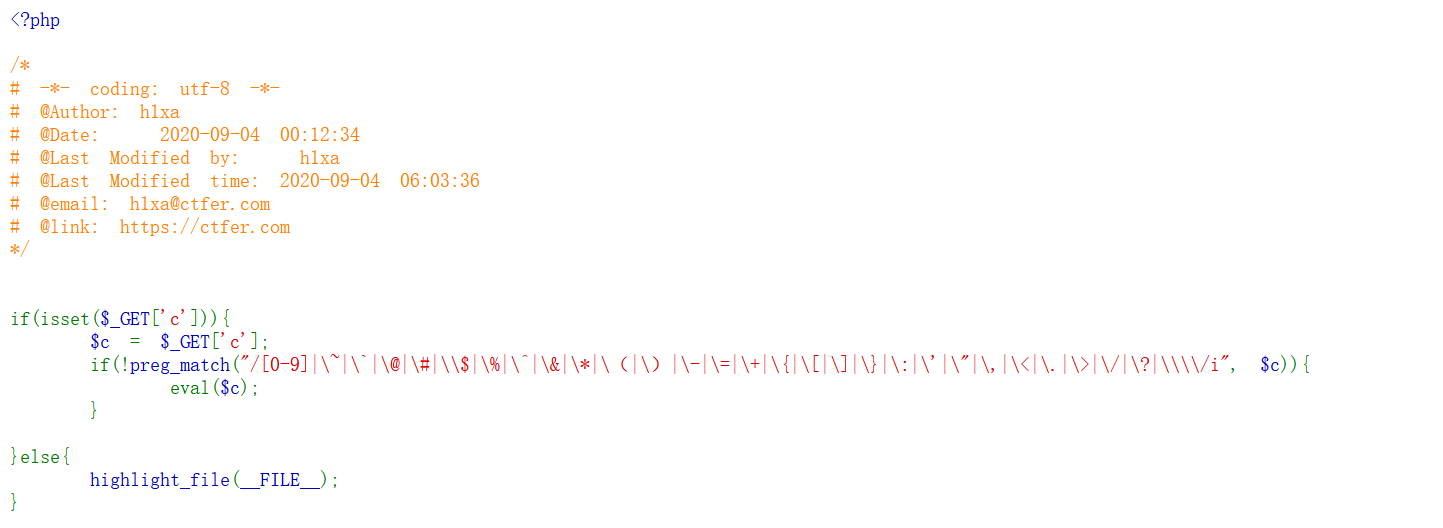 <?php
/*
# -*- coding: utf-8 -*-
# @Author: h1xa
# @Date:   2020-09-04 00:12:34
# @Last Modified by:   h1xa
# @Last Modified time: 2020-09-04 06:03:36
# @email: h1xa@ctfer.com
# @link: https://ctfer.com
*/
if(isset($_GET['c'])){
    $c = $_GET['c'];
    if(!preg_match("/[0-9]|\~|\`|\@|\#|\\$|\%|\^|\&|\*|\（|\）|\-|\=|\+|\{|\[|\]|\}|\:|\'|\"|\,|\<|\.|\>|\/|\?|\\\\/i", $c)){
        eval($c);
    }
}else{
    highlight_file(__FILE__);
}